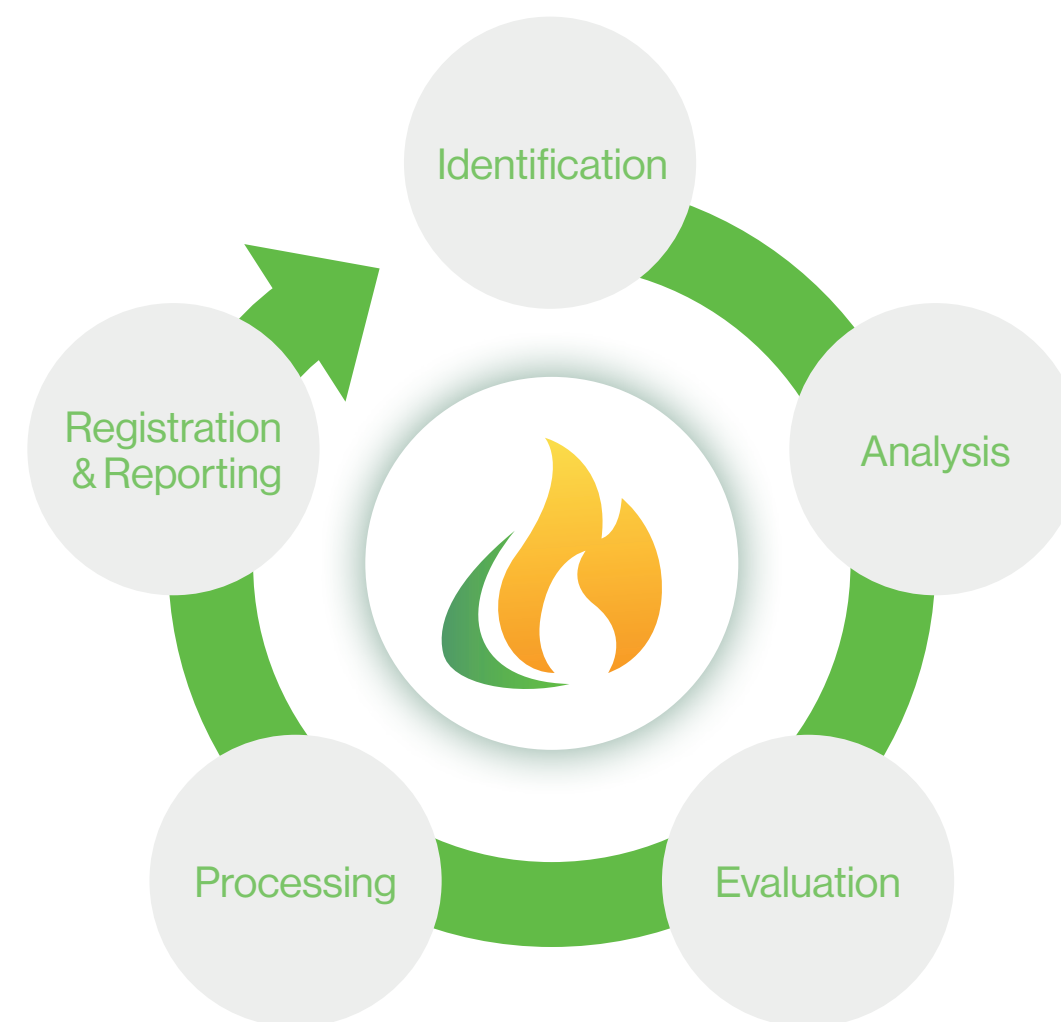 Identification
Analysis
Evaluation
Processing
Registration
& Reporting